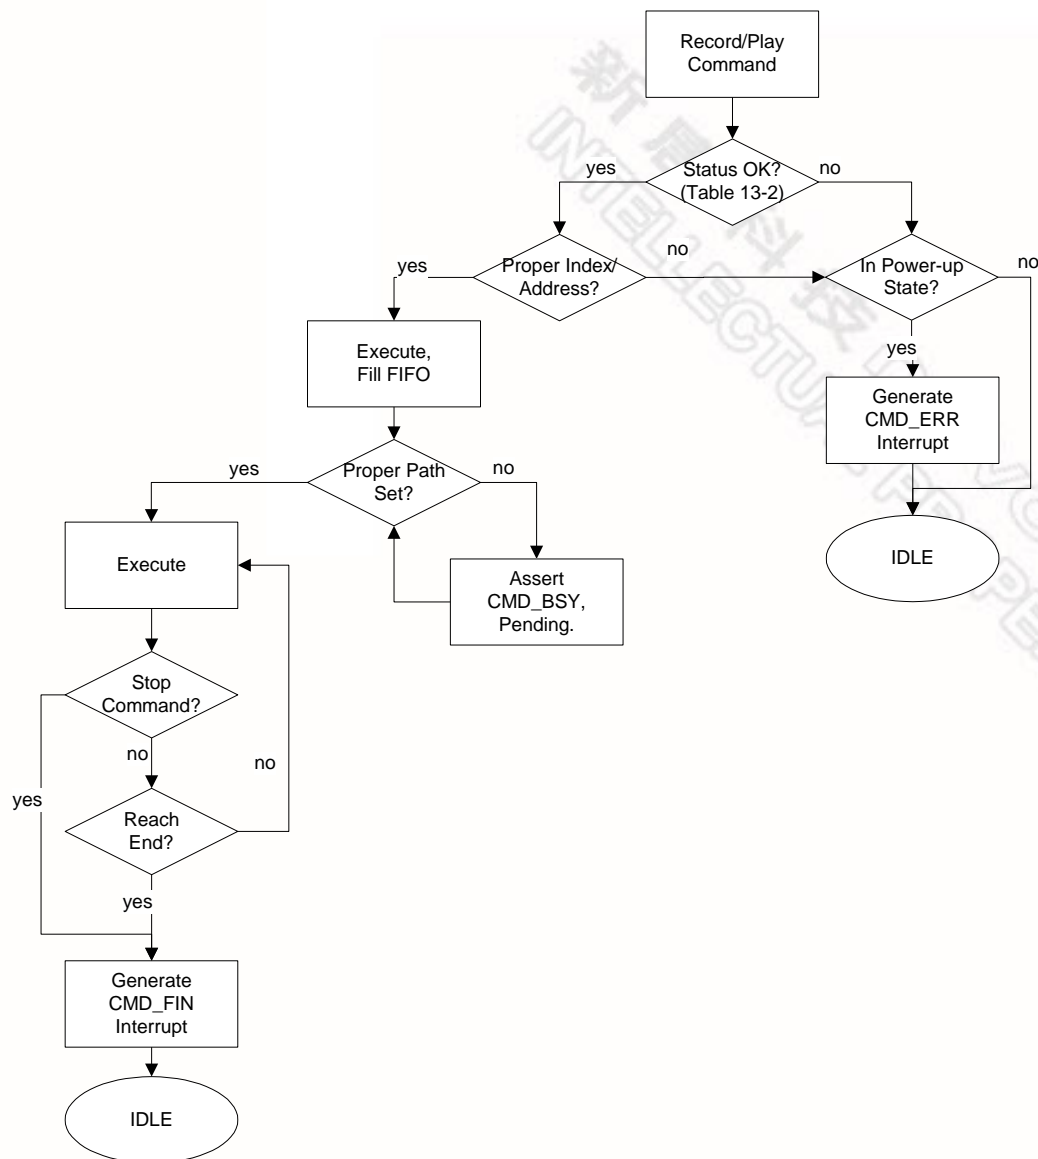 Record/Play
Command
yes
Status OK?
(Table 13-2)
no
yes
Proper Index/
Address?
no
In Power-up
State?
no
Execute,
Fill FIFO
yes
Generate
CMD_ERR
Interrupt
yes
Proper Path
Set?
no
Execute
Assert
CMD_BSY,
Pending.
IDLE
Stop
Command?
no
no
yes
Reach
End?
yes
Generate
CMD_FIN
Interrupt
IDLE